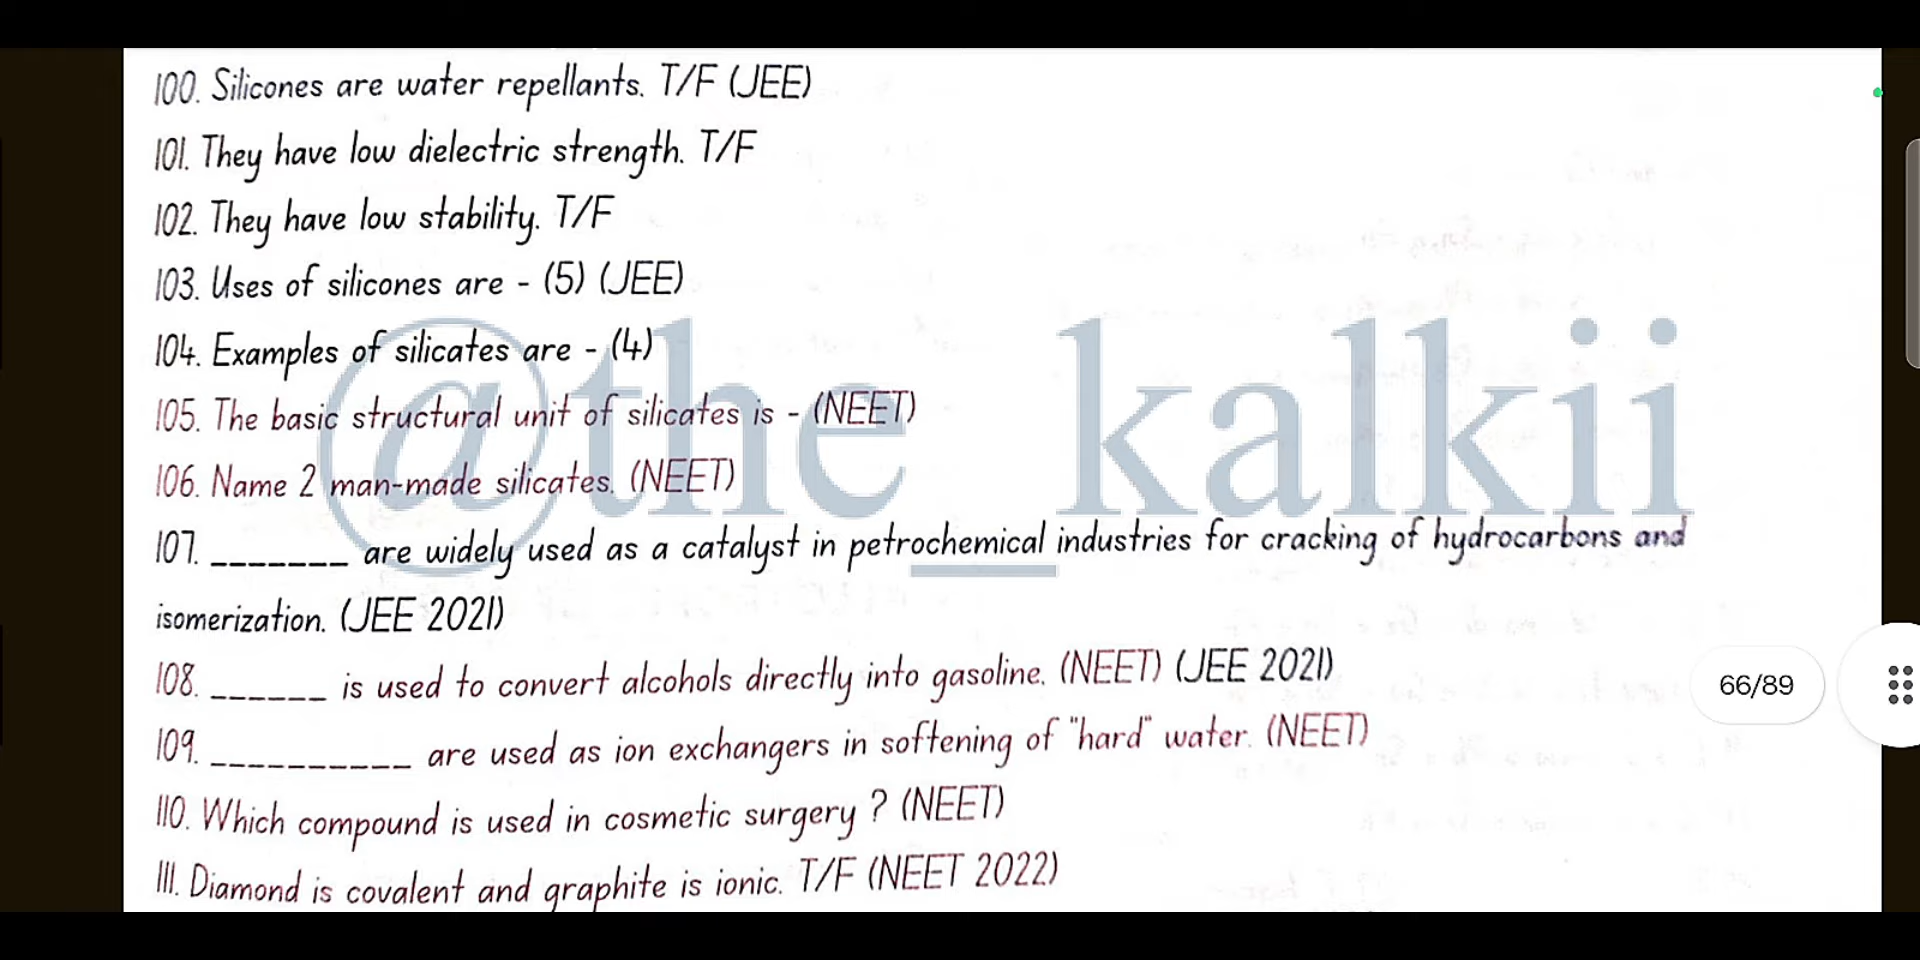 100. Silicones are water repellants. T/F (JEE)
101. They have low dielectric strength. T/F
102. They have low stability. T/F
103. Uses of silicones are - (5) (JEE)
104. Examples of silicates are - (4)
105. The basic structural unit of silicates is - (NEET)
106. Name 2 man-made silicates. (NEET)
@the_kalkii
107. _______ are widely used as a catalyst in petrochemical industries for cracking of hydrocarbons and
isomerization. (JEE 2021)
108. ______ is used to convert alcohols directly into gasoline. (NEET) (JEE 2021)
66/89
109. __________ are used as ion exchangers in softening of "hard" water. (NEET)
110. Which compound is used in cosmetic surgery ? (NEET)
111. Diamond is covalent and graphite is ionic. T/F (NEET 2022)